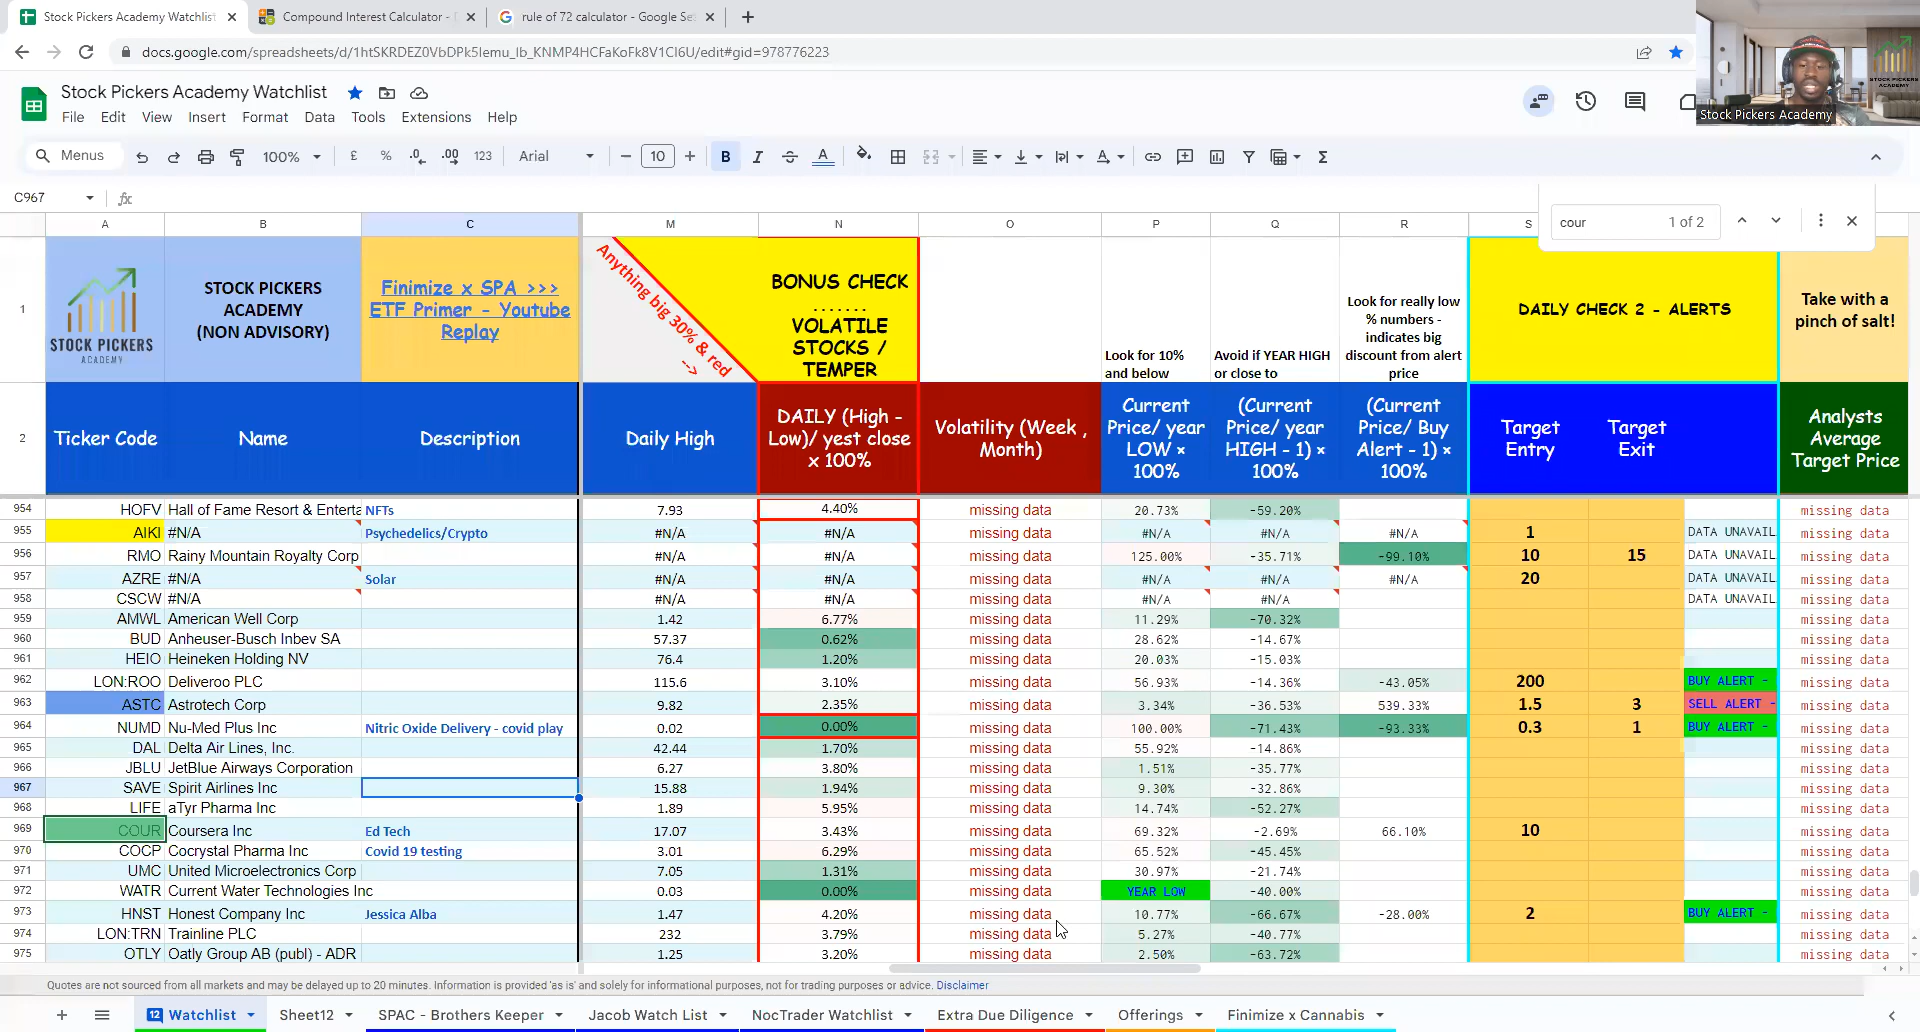 Stock Pickers Academy Watchlist
Compound Interest Calculator -
rule of 72 calculator - Google Se
docs.google.com/spreadsheets/d/1htSKRDEZ0VbDPk5Iemu_Ib_KNMP4HCFaKoFk8V1CI6U/edit#gid=978776223
Stock Pickers Academy Watchlist
File Edit View Insert Format Data Tools Extensions Help
STOCK PICKERS ACADEMY
Stock Pickers Academy
Menus 100% £ % .0 .00 123 Arial 10 B I A
C967 fx
cour 1 of 2
A B C M N O P Q R S
1
STOCK PICKERS
ACADEMY
STOCK PICKERS
ACADEMY
(NON ADVISORY)
Finimize x SPA >>>
ETF Primer - Youtube
Replay
Anything big 30% & red
-->
BONUS CHECK
.......
VOLATILE
STOCKS /
TEMPER
Look for 10%
and below
Avoid if YEAR HIGH
or close to
Look for really low
% numbers -
indicates big
discount from alert
price
DAILY CHECK 2 - ALERTS
Take with a
pinch of salt!
2
Ticker Code
Name
Description
Daily High
DAILY (High -
Low)/ yest close
x 100%
Volatility (Week ,
Month)
Current
Price/ year
LOW ×
100%
(Current
Price/ year
HIGH - 1) ×
100%
(Current
Price/ Buy
Alert - 1) ×
100%
Target
Entry
Target
Exit
Analysts
Average
Target Price
954 HOFV Hall of Fame Resort & Enterta NFTs 7.93 4.40% missing data 20.73% -59.20% missing data
955 AIKI #N/A Psychedelics/Crypto #N/A #N/A missing data #N/A #N/A #N/A 1 DATA UNAVAIL missing data
956 RMO Rainy Mountain Royalty Corp #N/A #N/A missing data 125.00% -35.71% -99.10% 10 15 DATA UNAVAIL missing data
957 AZRE #N/A Solar #N/A #N/A missing data #N/A #N/A #N/A 20 DATA UNAVAIL missing data
958 CSCW #N/A #N/A #N/A missing data #N/A #N/A DATA UNAVAIL missing data
959 AMWL American Well Corp 1.42 6.77% missing data 11.29% -70.32% missing data
960 BUD Anheuser-Busch Inbev SA 57.37 0.62% missing data 28.62% -14.67% missing data
961 HEIO Heineken Holding NV 76.4 1.20% missing data 20.03% -15.03% missing data
962 LON:ROO Deliveroo PLC 115.6 3.10% missing data 56.93% -14.36% -43.05% 200 BUY ALERT - missing data
963 ASTC Astrotech Corp 9.82 2.35% missing data 3.34% -36.53% 539.33% 1.5 3 SELL ALERT - missing data
964 NUMD Nu-Med Plus Inc Nitric Oxide Delivery - covid play 0.02 0.00% missing data 100.00% -71.43% -93.33% 0.3 1 BUY ALERT - missing data
965 DAL Delta Air Lines, Inc. 42.44 1.70% missing data 55.92% -14.86% missing data
966 JBLU JetBlue Airways Corporation 6.27 3.80% missing data 1.51% -35.77% missing data
967 SAVE Spirit Airlines Inc 15.88 1.94% missing data 9.30% -32.86% missing data
968 LIFE aTyr Pharma Inc 1.89 5.95% missing data 14.74% -52.27% missing data
969 COUR Coursera Inc Ed Tech 17.07 3.43% missing data 69.32% -2.69% 66.10% 10 missing data
970 COCP Cocrystal Pharma Inc Covid 19 testing 3.01 6.29% missing data 65.52% -45.45% missing data
971 UMC United Microelectronics Corp 7.05 1.31% missing data 30.97% -21.74% missing data
972 WATR Current Water Technologies Inc 0.03 0.00% missing data YEAR LOW -40.00% missing data
973 HNST Honest Company Inc Jessica Alba 1.47 4.20% missing data 10.77% -66.67% -28.00% 2 BUY ALERT - missing data
974 LON:TRN Trainline PLC 232 3.79% missing data 5.27% -40.77% missing data
975 OTLY Oatly Group AB (publ) - ADR 1.25 3.20% missing data 2.50% -63.72% missing data
Quotes are not sourced from all markets and may be delayed up to 20 minutes. Information is provided 'as is' and solely for informational purposes, not for trading purposes or advice. Disclaimer
12 Watchlist Sheet12 SPAC - Brothers Keeper Jacob Watch List NocTrader Watchlist Extra Due Diligence Offerings Finimize x Cannabis